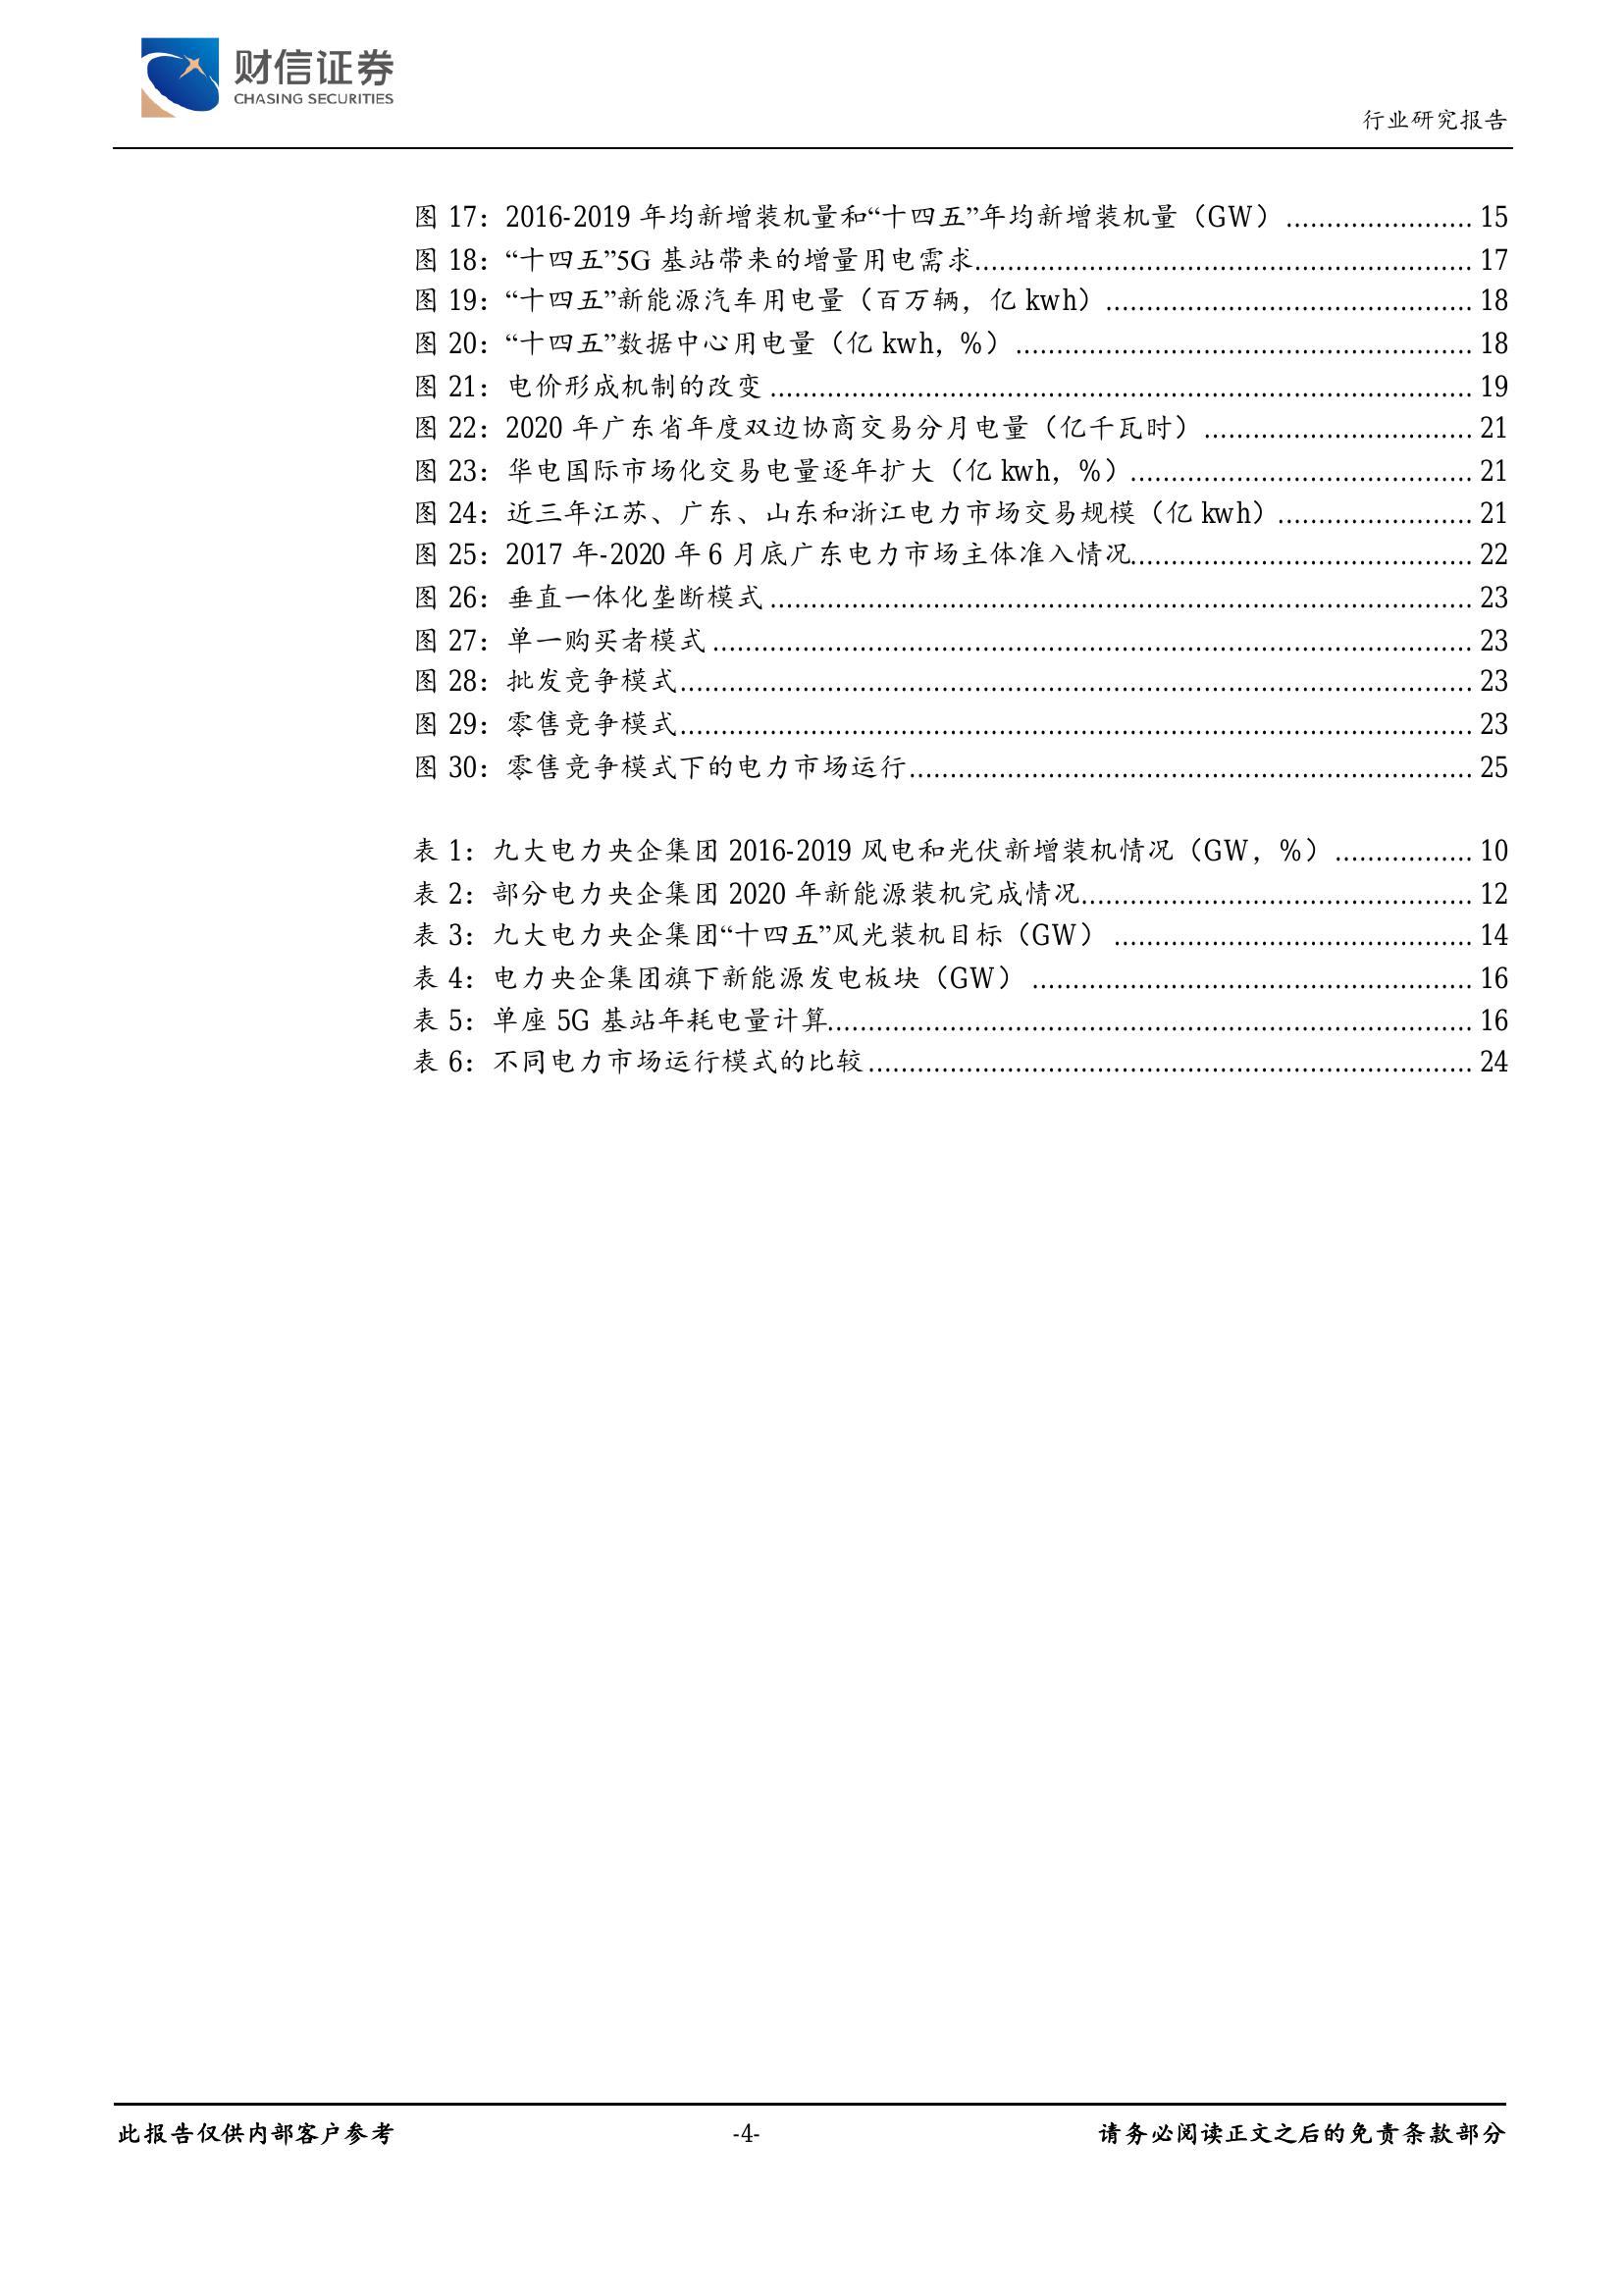 财信证券
CHASING SECURITIES
行业研究报告
图 17：2016-2019 年均新增装机量和“十四五”年均新增装机量（GW）....................... 15
图 18：“十四五”5G 基站带来的增量用电需求............................................................. 17
图 19：“十四五”新能源汽车用电量（百万辆，亿 kwh）............................................. 18
图 20：“十四五”数据中心用电量（亿 kwh，%）........................................................ 18
图 21：电价形成机制的改变...................................................................................... 19
图 22：2020 年广东省年度双边协商交易分月电量（亿千瓦时）................................. 21
图 23：华电国际市场化交易电量逐年扩大（亿 kwh，%）.......................................... 21
图 24：近三年江苏、广东、山东和浙江电力市场交易规模（亿 kwh）........................ 21
图 25：2017 年-2020 年 6 月底广东电力市场主体准入情况.......................................... 22
图 26：垂直一体化垄断模式...................................................................................... 23
图 27：单一购买者模式............................................................................................. 23
图 28：批发竞争模式................................................................................................. 23
图 29：零售竞争模式................................................................................................. 23
图 30：零售竞争模式下的电力市场运行..................................................................... 25
表 1：九大电力央企集团 2016-2019 风电和光伏新增装机情况（GW，%）................. 10
表 2：部分电力央企集团 2020 年新能源装机完成情况................................................ 12
表 3：九大电力央企集团“十四五”风光装机目标（GW）............................................ 14
表 4：电力央企集团旗下新能源发电板块（GW）...................................................... 16
表 5：单座 5G 基站年耗电量计算............................................................................... 16
表 6：不同电力市场运行模式的比较.......................................................................... 24
此报告仅供内部客户参考
-4-
请务必阅读正文之后的免责条款部分